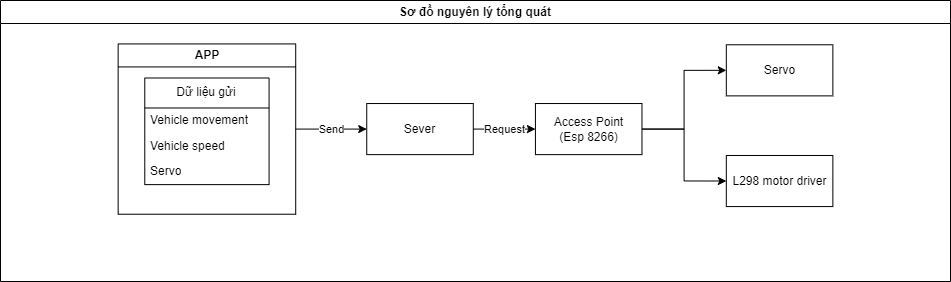 Sơ đồ nguyên lý tổng quát
APP
Dữ liệu gửi
Vehicle movement
Vehicle speed
Servo
Send
Sever
Request
Access Point
(Esp 8266)
Servo
L298 motor driver